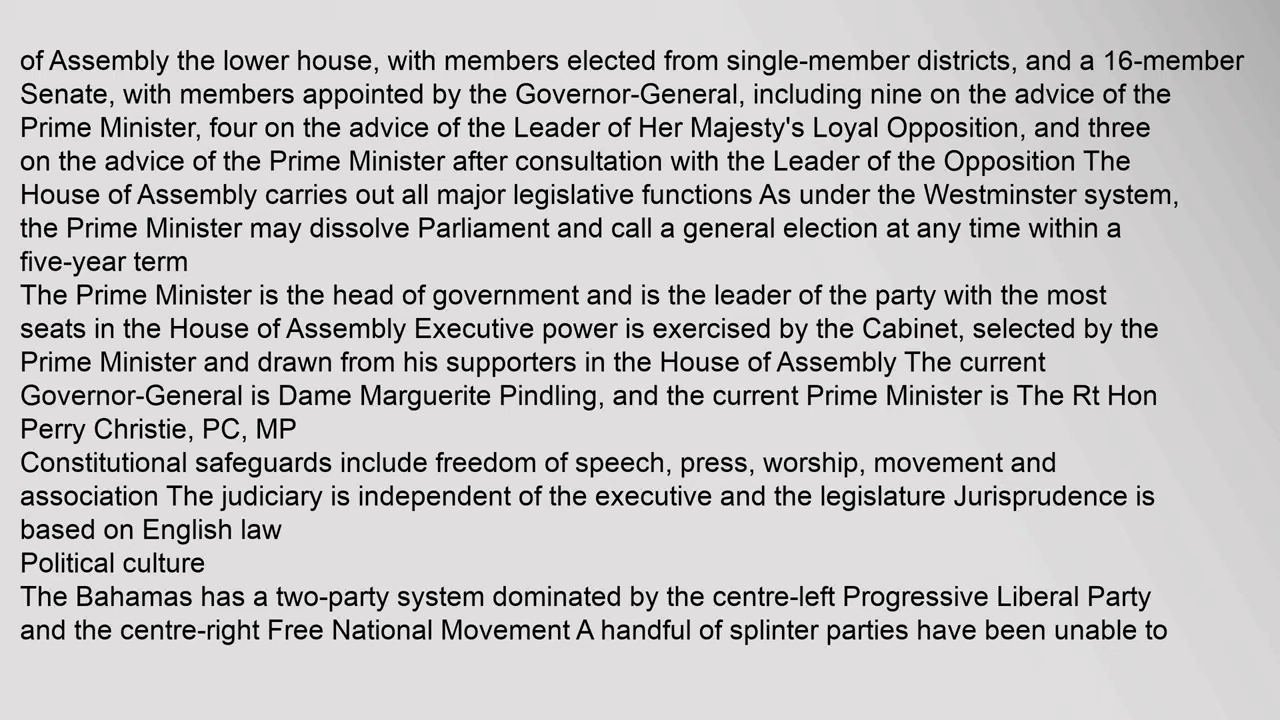 of Assembly the lower house, with members elected from single-member districts, and a 16-member
Senate, with members appointed by the Governor-General, including nine on the advice of the
Prime Minister, four on the advice of the Leader of Her Majesty's Loyal Opposition, and three
on the advice of the Prime Minister after consultation with the Leader of the Opposition The
House of Assembly carries out all major legislative functions As under the Westminster system,
the Prime Minister may dissolve Parliament and call a general election at any time within a
five-year term
The Prime Minister is the head of government and is the leader of the party with the most
seats in the House of Assembly Executive power is exercised by the Cabinet, selected by the
Prime Minister and drawn from his supporters in the House of Assembly The current
Governor-General is Dame Marguerite Pindling, and the current Prime Minister is The Rt Hon
Perry Christie, PC, MP
Constitutional safeguards include freedom of speech, press, worship, movement and
association The judiciary is independent of the executive and the legislature Jurisprudence is
based on English law
Political culture
The Bahamas has a two-party system dominated by the centre-left Progressive Liberal Party
and the centre-right Free National Movement A handful of splinter parties have been unable to